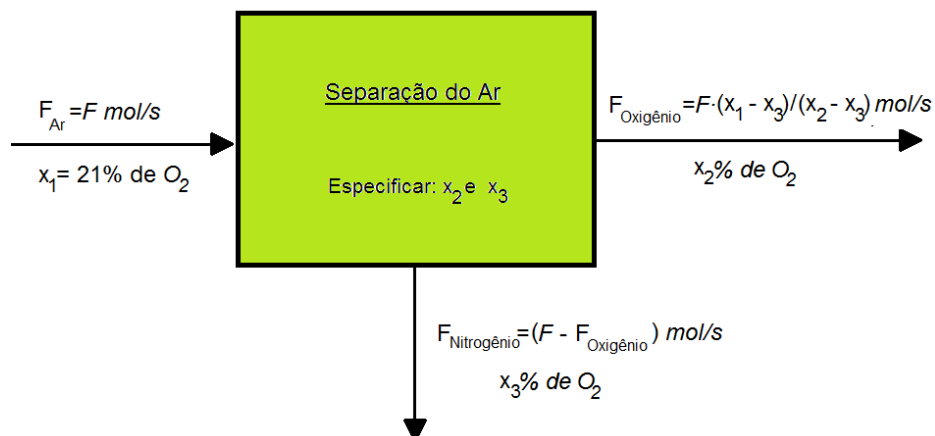 Separação do Ar
F_Ar =F mol/s
x_1= 21% de O_2
Especificar: x_2 e x_3
F_Oxigênio=F·(x_1 - x_3)/(x_2 - x_3) mol/s
x_2% de O_2
F_Nitrogênio=(F - F_Oxigênio) mol/s
x_3% de O_2